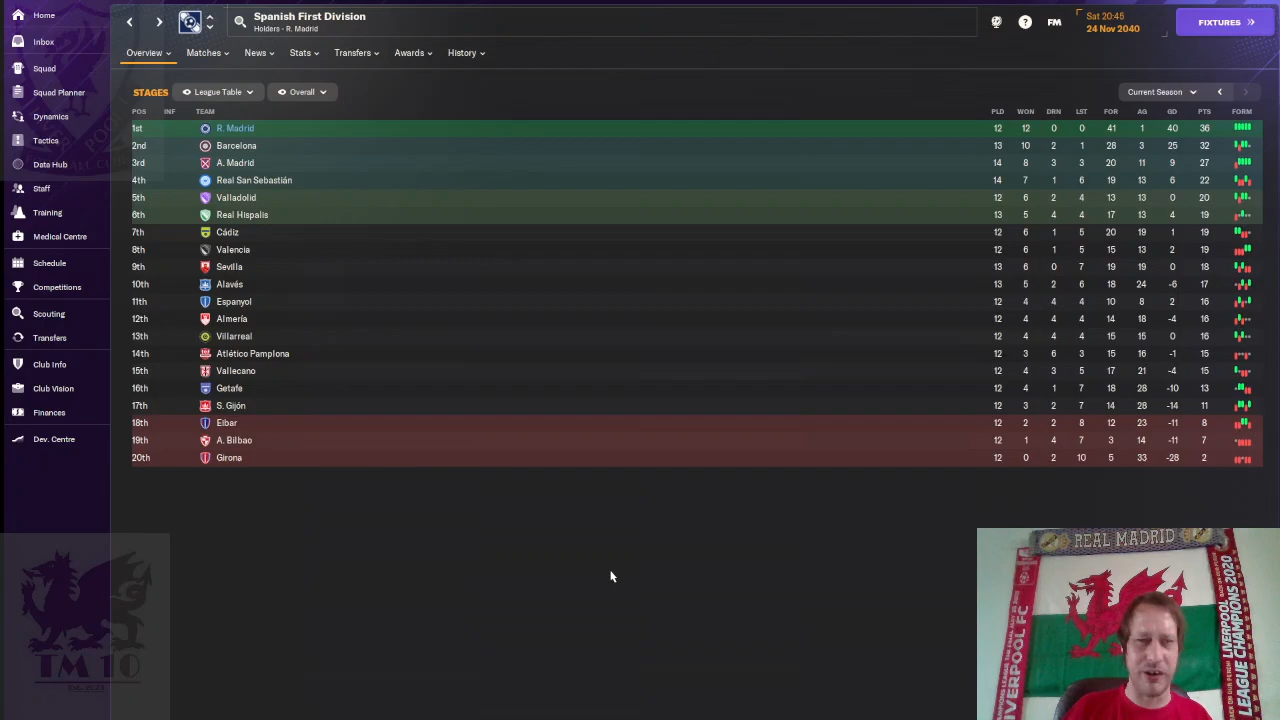 Home
Inbox
Squad
Squad Planner
Dynamics
Tactics
Data Hub
Staff
Training
Medical Centre
Schedule
Competitions
Scouting
Transfers
Club Info
Club Vision
Finances
Dev. Centre
Spanish First Division
Holders - R. Madrid
FM
Sat 20:45
24 Nov 2040
FIXTURES
Overview Matches News Stats Transfers Awards History
STAGES League Table Overall Current Season
POS INF TEAM PLD WON DRN LST FOR AG GD PTS FORM
1st R. Madrid 12 12 0 0 41 1 40 36
2nd Barcelona 13 10 2 1 28 3 25 32
3rd A. Madrid 14 8 3 3 20 11 9 27
4th Real San Sebastián 14 7 1 6 19 13 6 22
5th Valladolid 12 6 2 4 13 13 0 20
6th Real Hispalis 13 5 4 4 17 13 4 19
7th Cádiz 12 6 1 5 20 19 1 19
8th Valencia 12 6 1 5 15 13 2 19
9th Sevilla 13 6 0 7 19 19 0 18
10th Alavés 13 5 2 6 18 24 -6 17
11th Espanyol 12 4 4 4 10 8 2 16
12th Almería 12 4 4 4 14 18 -4 16
13th Villarreal 12 4 4 4 15 15 0 16
14th Atlético Pamplona 12 3 6 3 15 16 -1 15
15th Vallecano 12 4 3 5 17 21 -4 15
16th Getafe 12 4 1 7 18 28 -10 13
17th S. Gijón 12 3 2 7 14 28 -14 11
18th Eibar 12 2 2 8 12 23 -11 8
19th A. Bilbao 12 1 4 7 3 14 -11 7
20th Girona 12 0 2 10 5 33 -28 2
TM 10
REAL MADRID
LIVERPOOL FC
LIVERPOOL
LEAGUE CHAMPIONS 2020